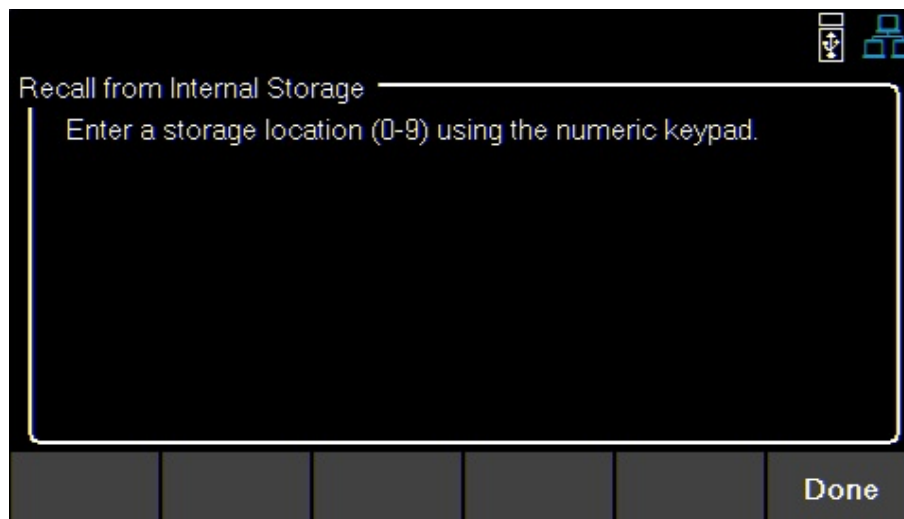 Recall from Internal Storage
Enter a storage location (0-9) using the numeric keypad.
Done